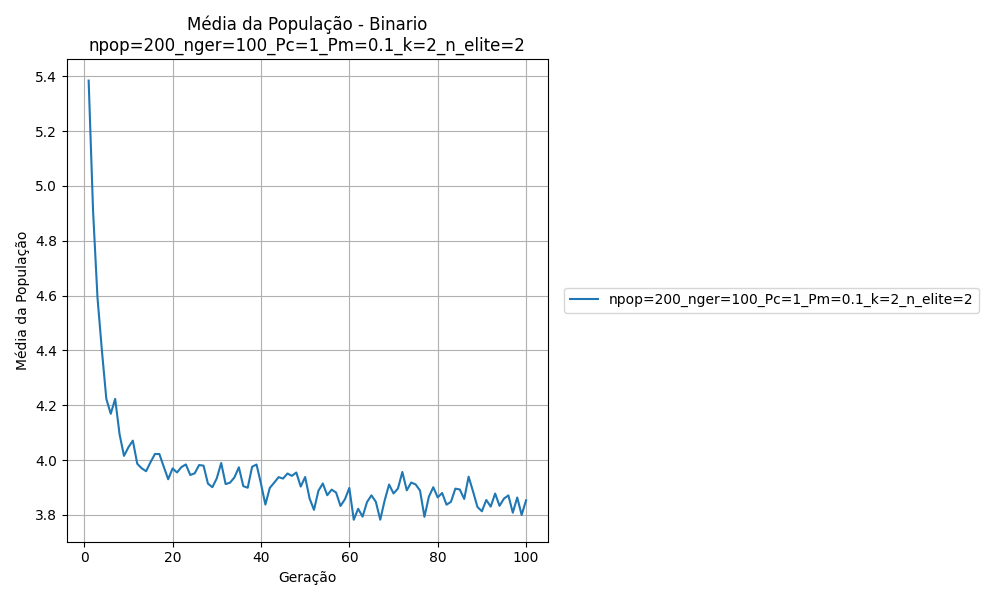 Média da População - Binario
npop=200_nger=100_Pc=1_Pm=0.1_k=2_n_elite=2
5.4
5.2
5.0
4.8
4.6
4.4
4.2
4.0
3.8
Média da População
0 20 40 60 80 100
Geração
npop=200_nger=100_Pc=1_Pm=0.1_k=2_n_elite=2